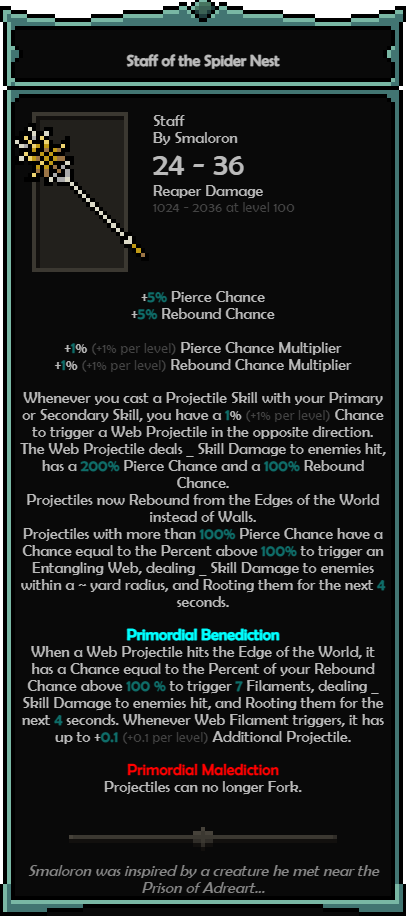 Staff of the Spider Nest
Staff
By Smaloron
24 - 36
Reaper Damage
1024 - 2036 at level 100
+5% Pierce Chance
+5% Rebound Chance
+1% (+1% per level) Pierce Chance Multiplier
+1% (+1% per level) Rebound Chance Multiplier
Whenever you cast a Projectile Skill with your Primary
or Secondary Skill, you have a 1% (+1% per level) Chance
to trigger a Web Projectile in the opposite direction.
The Web Projectile deals _ Skill Damage to enemies hit,
has a 200% Pierce Chance and a 100% Rebound
Chance.
Projectiles now Rebound from the Edges of the World
instead of Walls.
Projectiles with more than 100% Pierce Chance have a
Chance equal to the Percent above 100% to trigger an
Entangling Web, dealing _ Skill Damage to enemies
within a ~ yard radius, and Rooting them for the next 4
seconds.
Primordial Benediction
When a Web Projectile hits the Edge of the World, it
has a Chance equal to the Percent of your Rebound
Chance above 100 % to trigger 7 Filaments, dealing _
Skill Damage to enemies hit, and Rooting them for the
next 4 seconds. Whenever Web Filament triggers, it has
up to +0.1 (+0.1 per level) Additional Projectile.
Primordial Malediction
Projectiles can no longer Fork.
Smaloron was inspired by a creature he met near the
Prison of Adreart...